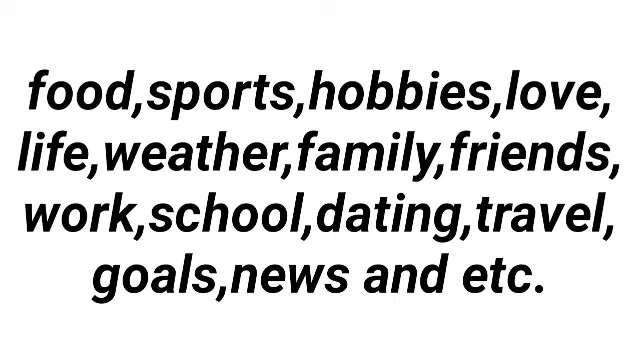 food,sports,hobbies,love,
life,weather,family,friends,
work,school,dating,travel,
goals,news and etc.